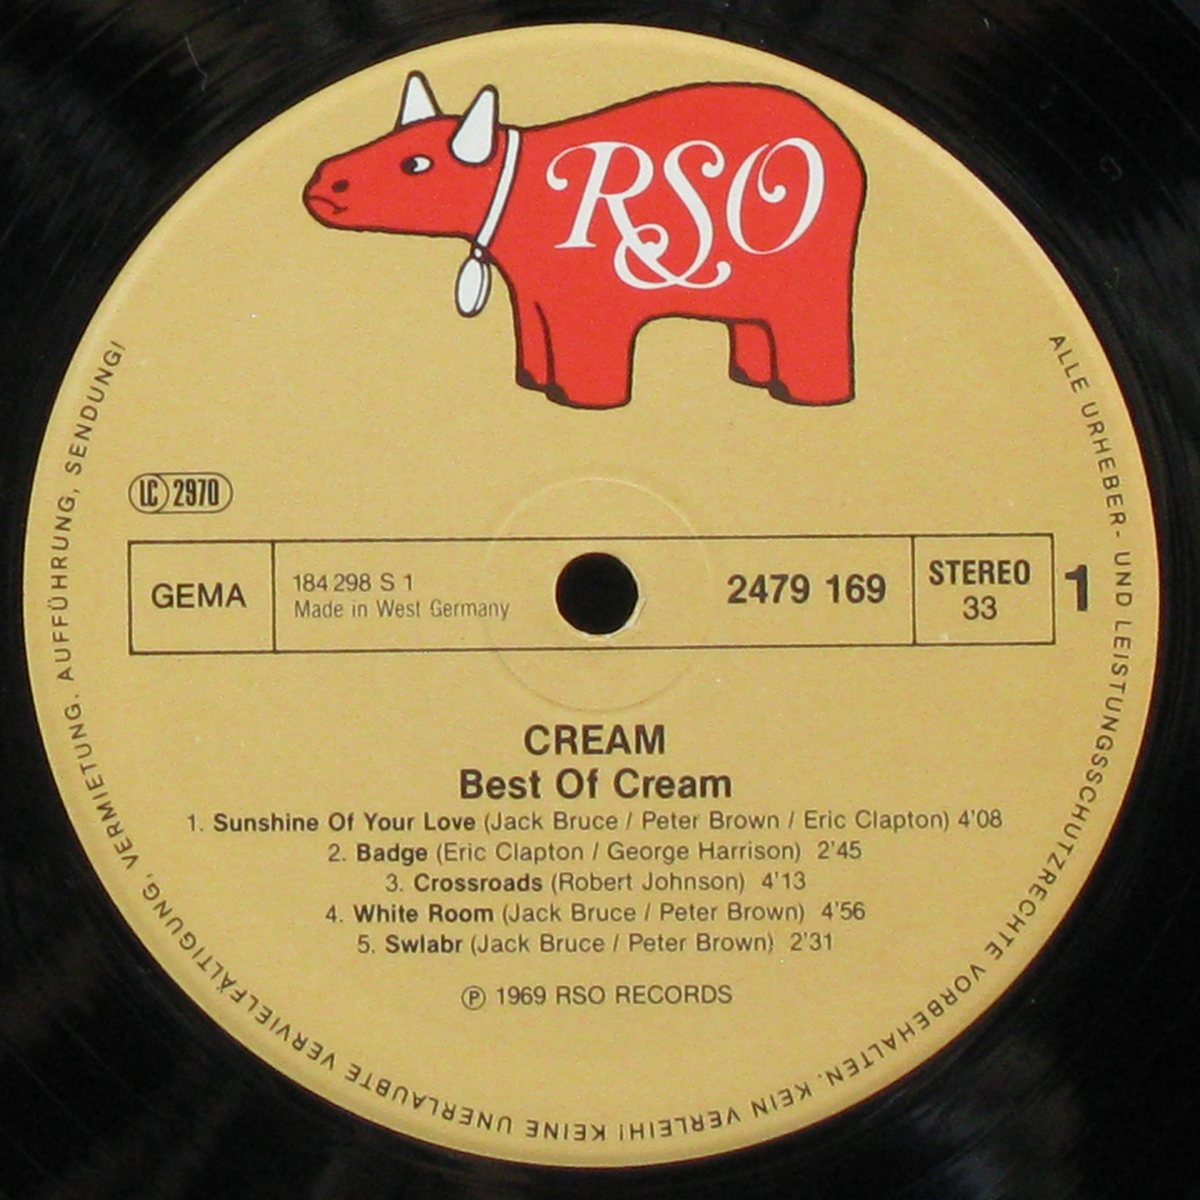 RSO
LC 2970
GEMA
184 298 S 1
Made in West Germany
2479 169
STEREO
33
1
CREAM
Best Of Cream
1. Sunshine Of Your Love (Jack Bruce / Peter Brown / Eric Clapton) 4'08
2. Badge (Eric Clapton / George Harrison) 2'45
3. Crossroads (Robert Johnson) 4'13
4. White Room (Jack Bruce / Peter Brown) 4'56
5. Swlabr (Jack Bruce / Peter Brown) 2'31
Ⓟ 1969 RSO RECORDS
ALLE URHEBER- UND LEISTUNGSSCHUTZRECHTE VORBEHALTEN. KEIN VERLEIH! KEINE UNERLAUBTE VERVIELFÄLTIGUNG, VERMIETUNG. AUFFÜHRUNG, SENDUNG!